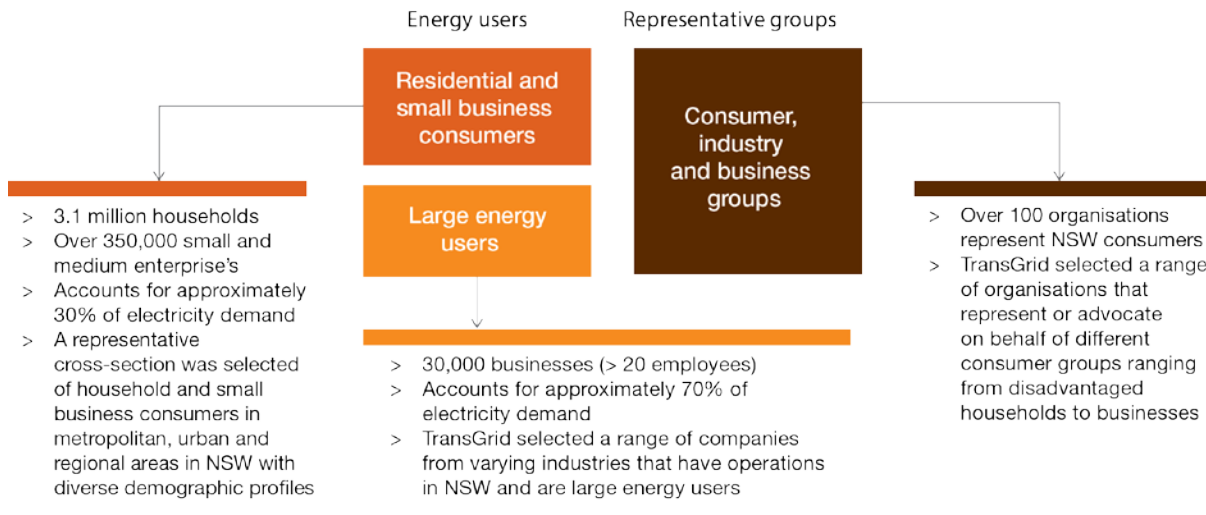 Energy users
Representative groups
Residential and
small business
consumers
Consumer,
industry
and business
groups
Large energy
users
> 3.1 million households
> Over 350,000 small and
medium enterprise's
> Accounts for approximately
30% of electricity demand
> A representative
cross-section was selected
of household and small
business consumers in
metropolitan, urban and
regional areas in NSW with
diverse demographic profiles
> 30,000 businesses (> 20 employees)
> Accounts for approximately 70% of
electricity demand
> TransGrid selected a range of companies
from varying industries that have operations
in NSW and are large energy users
> Over 100 organisations
represent NSW consumers
> TransGrid selected a range
of organisations that
represent or advocate
on behalf of different
consumer groups ranging
from disadvantaged
households to businesses